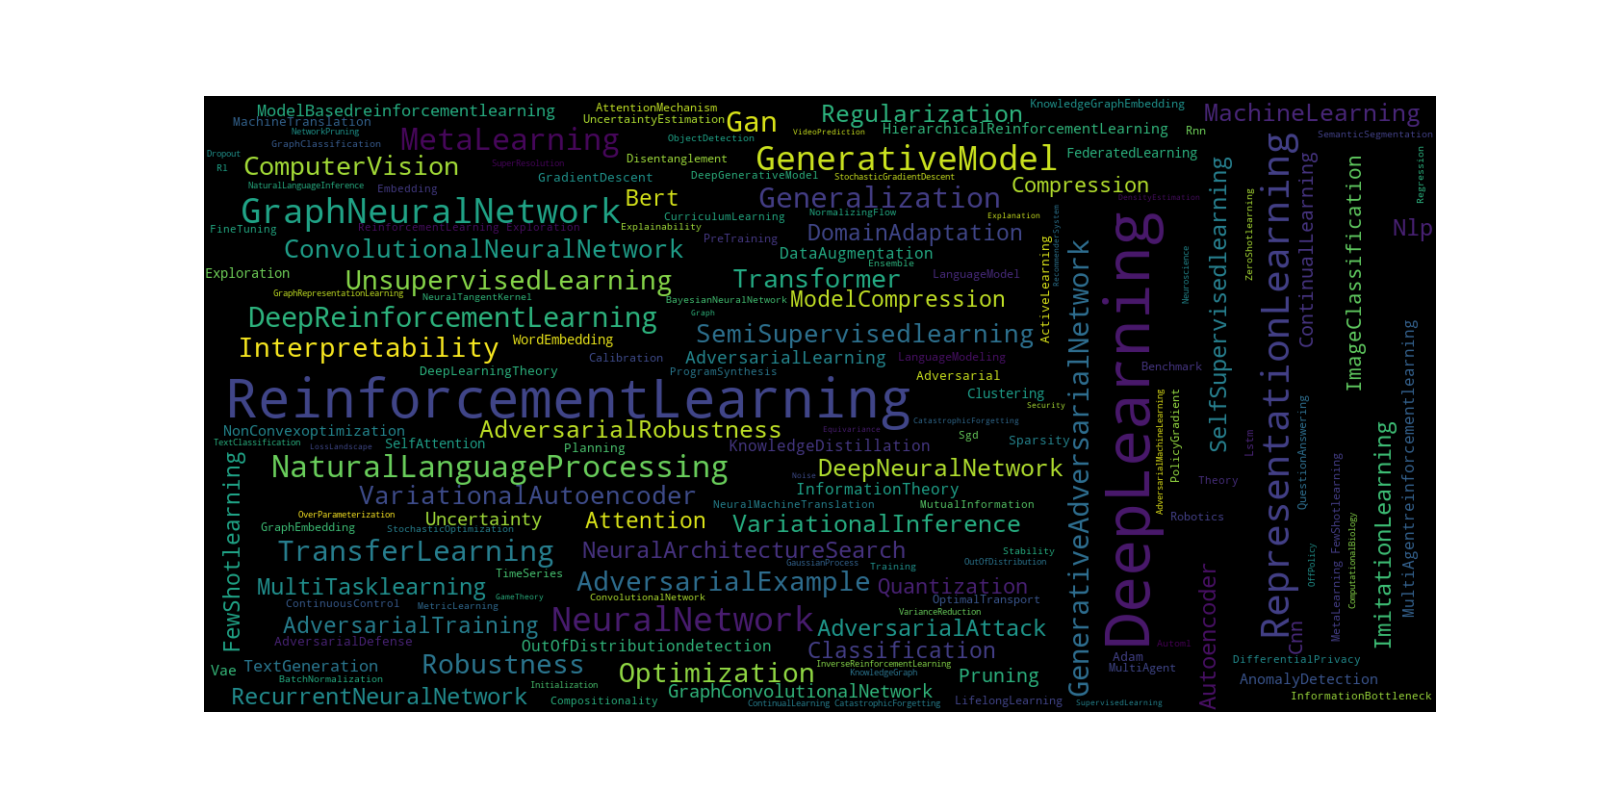 ModelBasedreinforcementlearning
AttentionMechanism
Gan
Regularization
KnowledgeGraphEmbedding
MachineLearning
MachineTranslation
UncertaintyEstimation
NetworkPruning
MetaLearning
ObjectDetection
VideoPrediction
HierarchicalReinforcementLearning
Rnn
SemanticSegmentation
GraphClassification
Dropout
Rl
ComputerVision
SuperResolution
Disentanglement
GenerativeModel
FederatedLearning
GradientDescent
DeepGenerativeModel
StochasticGradientDescent
NaturalLanguageInference
Embedding
Bert
Generalization
Compression
DensityEstimation
GraphNeuralNetwork
CurriculumLearning
NormalizingFlow
Explanation
FineTuning
ReinforcementLearning Exploration
Explainability
PreTraining
DomainAdaptation
Nlp
ConvolutionalNeuralNetwork
DataAugmentation
Ensemble
Exploration
UnsupervisedLearning
Transformer
LanguageModel
GraphRepresentationLearning
NeuralTangentKernel
BayesianNeuralNetwork
ModelCompression
Graph
DeepReinforcementLearning
SemiSupervisedlearning
Interpretability
WordEmbedding
Calibration
AdversarialLearning
LanguageModeling
DeepLearningTheory
ProgramSynthesis
Adversarial
Benchmark
ReinforcementLearning
Clustering
Security
CatastrophicForgetting
NonConvexoptimization
AdversarialRobustness
Equivariance
Sgd
Sparsity
TextClassification
LossLandscape
SelfAttention
Planning
KnowledgeDistillation
NaturalLanguageProcessing
Noise
DeepNeuralNetwork
Theory
VariationalAutoencoder
InformationTheory
NeuralMachineTranslation
MutualInformation
OverParameterization
GraphEmbedding
StochasticOptimization
Uncertainty
Attention
VariationalInference
Robotics
TransferLearning
NeuralArchitectureSearch
Stability
GaussianProcess
Training
OutOfDistribution
TimeSeries
MultiTasklearning
AdversarialExample
Quantization
GameTheory
ConvolutionalNetwork
OptimalTransport
ContinuousControl
MetricLearning
NeuralNetwork
VarianceReduction
AdversarialTraining
AdversarialAttack
AdversarialDefense
OutOfDistributiondetection
Classification
Automl
Adam
MultiAgent
Vae
TextGeneration
Robustness
InverseReinforcementLearning
KnowledgeGraph
DifferentialPrivacy
BatchNormalization
Optimization
Pruning
AnomalyDetection
Initialization
GraphConvolutionalNetwork
RecurrentNeuralNetwork
Compositionality
ContinualLearning CatastrophicForgetting
LifelongLearning
SupervisedLearning
InformationBottleneck
FewShotlearning
ActiveLearning
RecommenderSystem
GenerativeAdversarialNetwork
DeepLearning
AdversarialMachineLearning
PolicyGradient
Neuroscience
Autoencoder
SelfSupervisedlearning
ZeroShotlearning
Lstm
RepresentationLearning
Cnn
ContinualLearning
QuestionAnswering
OffPolicy
MetaLearning FewShotlearning
ComputationalBiology
ImageClassification
ImitationLearning
MultiAgentreinforcementlearning
Regression